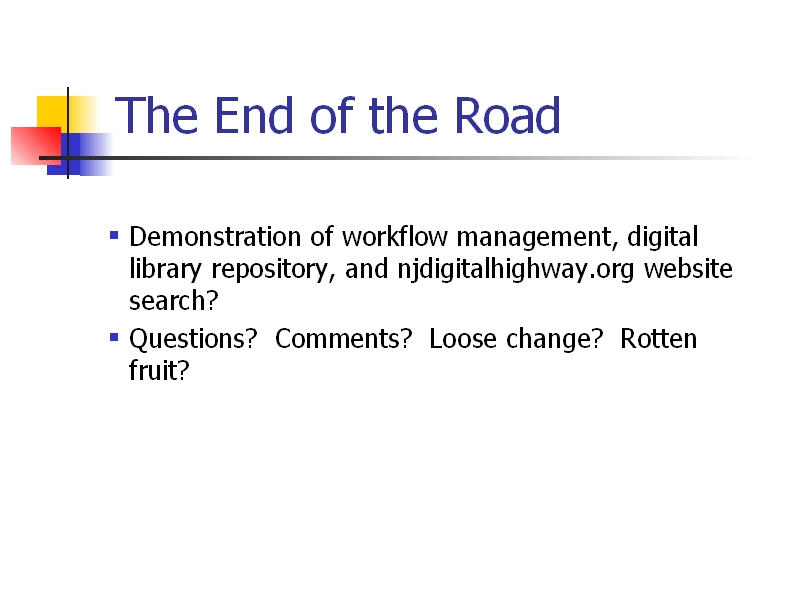 The End of the Road
Demonstration of workflow management, digital
library repository, and njdigitalhighway.org website
search?
Questions?  Comments?  Loose change?  Rotten
fruit?